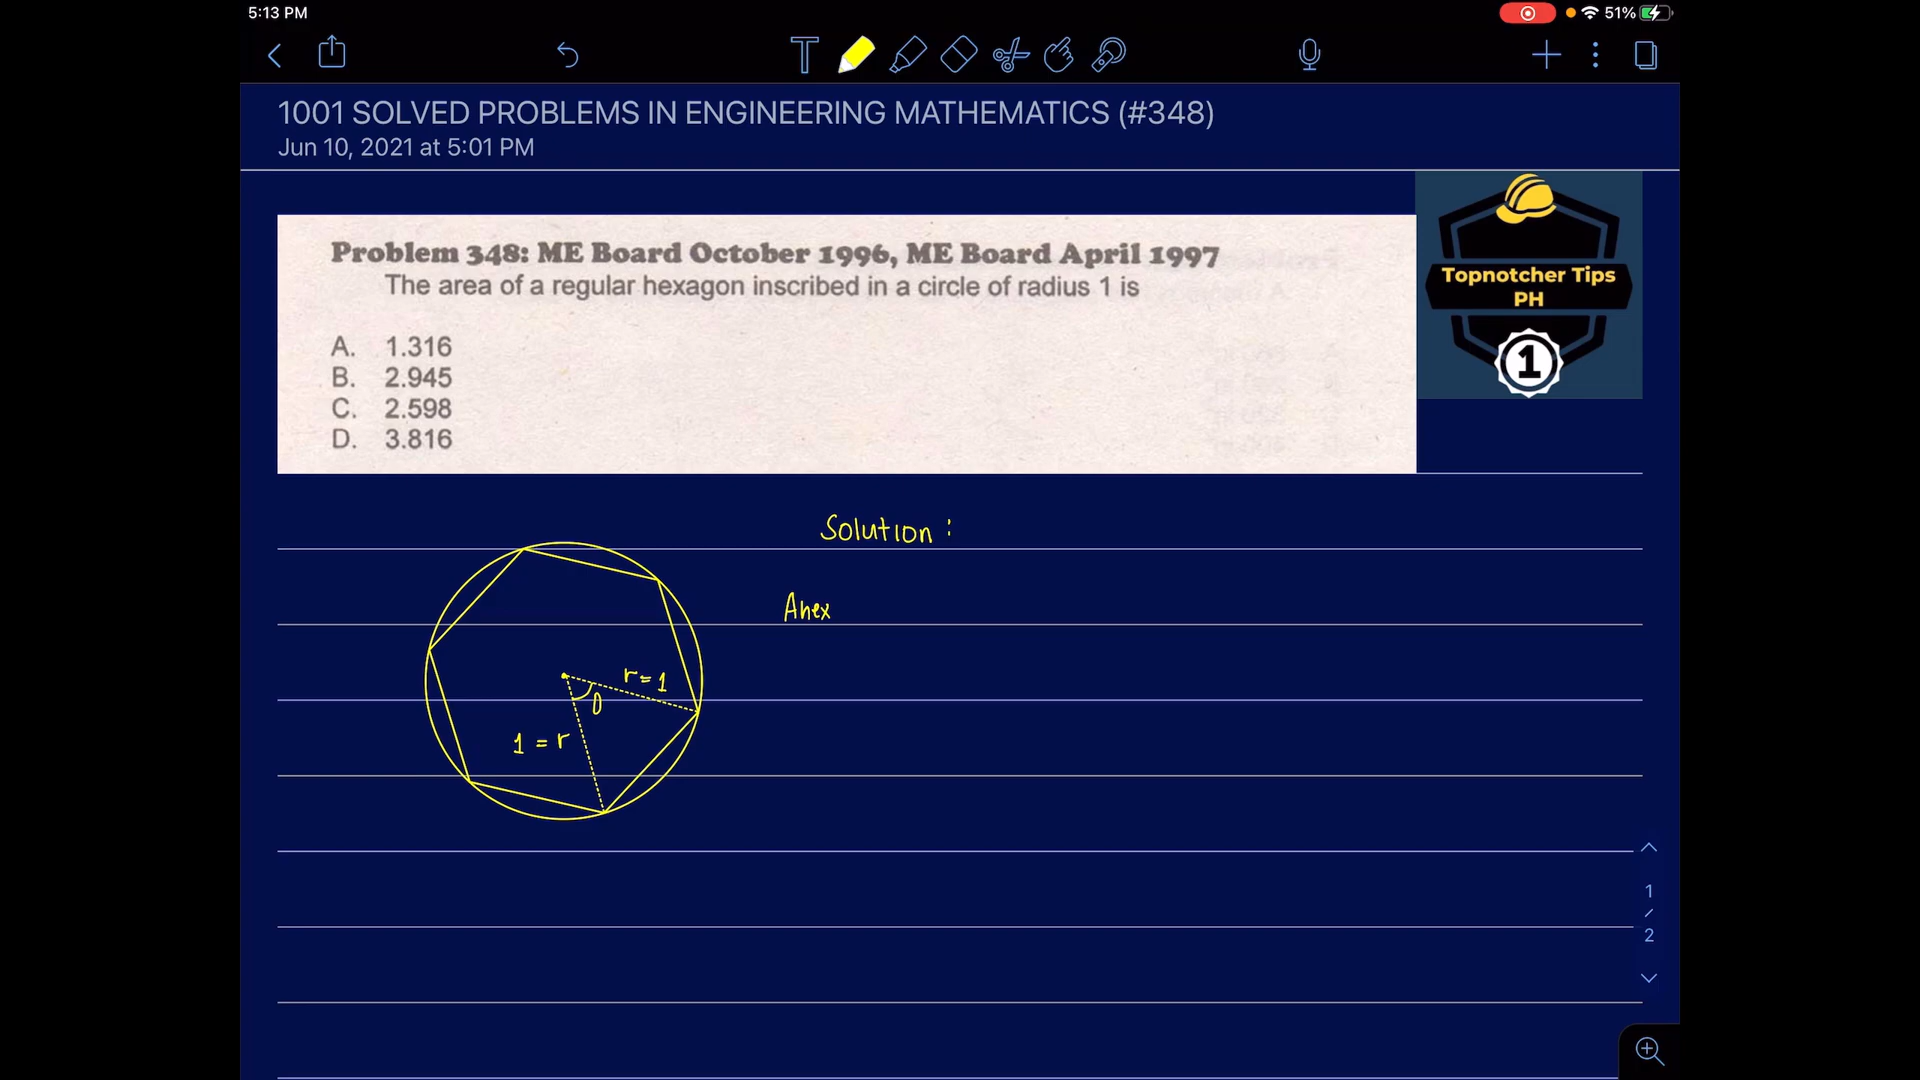 5:13 PM
51%
1001 SOLVED PROBLEMS IN ENGINEERING MATHEMATICS (#348)
Jun 10, 2021 at 5:01 PM
Problem 348: ME Board October 1996, ME Board April 1997
The area of a regular hexagon inscribed in a circle of radius 1 is
A. 1.316
B. 2.945
C. 2.598
D. 3.816
Topnotcher Tips
PH
1
Solution :
Ahex
r = 1
θ
1 = r
1
/
2